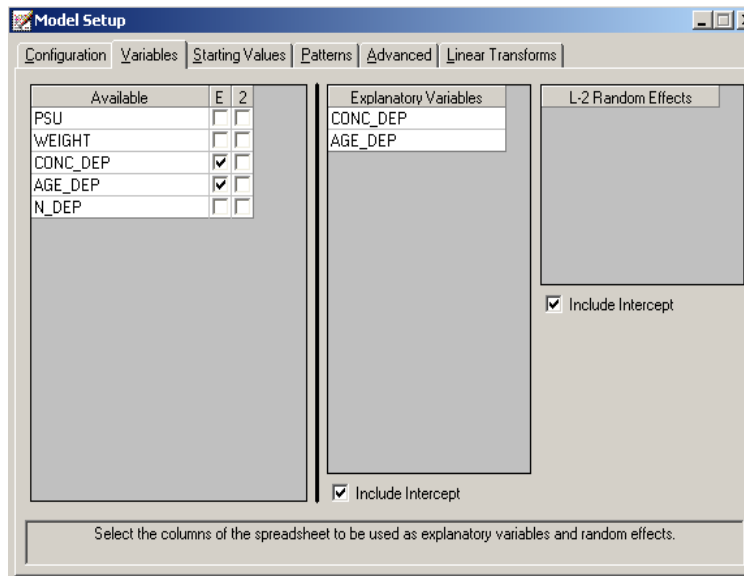 Model Setup
Configuration Variables Starting Values Patterns Advanced Linear Transforms
Available E 2
PSU
WEIGHT
CONC_DEP
AGE_DEP
N_DEP
Explanatory Variables
CONC_DEP
AGE_DEP
Include Intercept
L-2 Random Effects
Include Intercept
Select the columns of the spreadsheet to be used as explanatory variables and random effects.